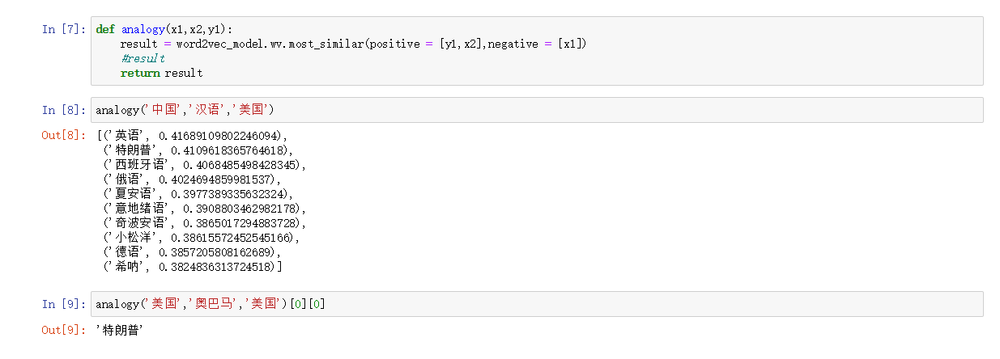 In [7]: def analogy(x1,x2,y1):
    result = word2vec_model.wv.most_similar(positive = [y1,x2],negative = [x1])
    #result
    return result
In [8]: analogy('中国','汉语','美国')
Out[8]: [('英语', 0.41689109802246094),
('特朗普', 0.4109618365764618),
('西班牙语', 0.4068485498428345),
('俄语', 0.4024694859981537),
('夏安语', 0.3977389335632324),
('意地绪语', 0.3908803462982178),
('奇波安语', 0.3865017294883728),
('小松洋', 0.38615572452545166),
('德语', 0.3857205808162689),
('希呐', 0.3824836313724518)]
In [9]: analogy('美国','奥巴马','美国')[0][0]
Out[9]: '特朗普'